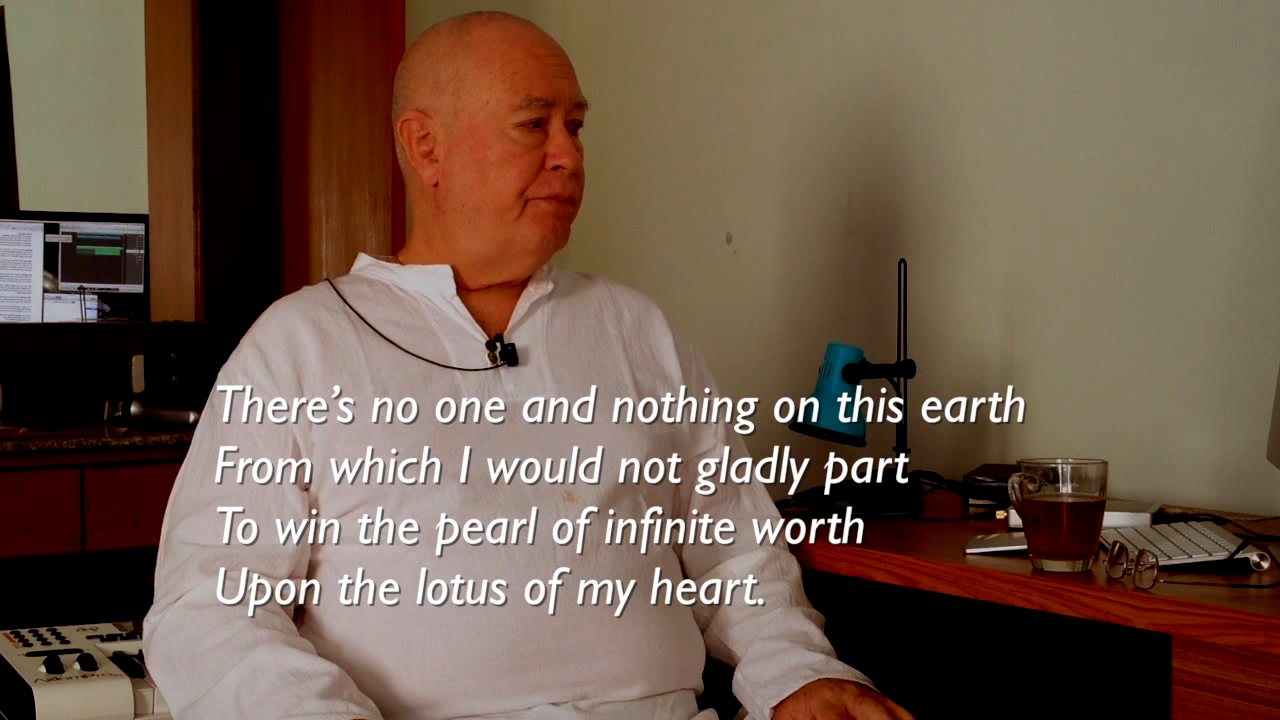 There's no one and nothing on this earth
From which I would not gladly part
To win the pearl of infinite worth
Upon the lotus of my heart.